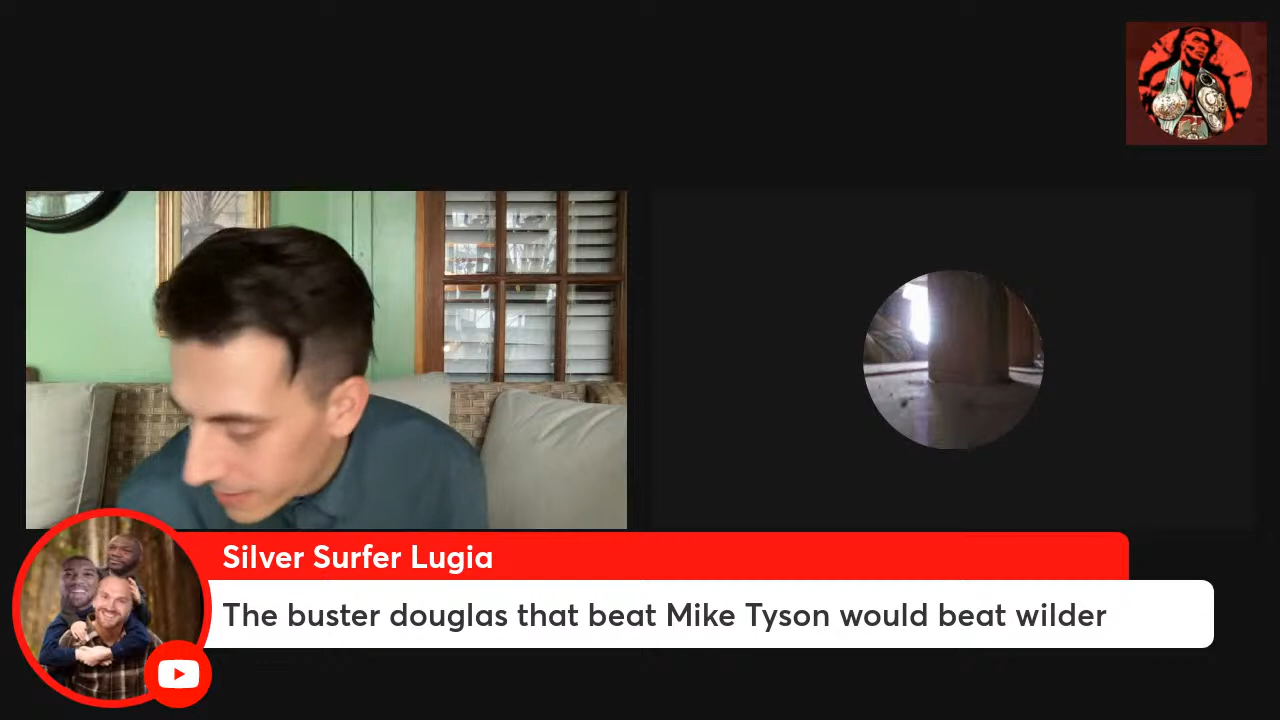 Silver Surfer Lugia
The buster douglas that beat Mike Tyson would beat wilder